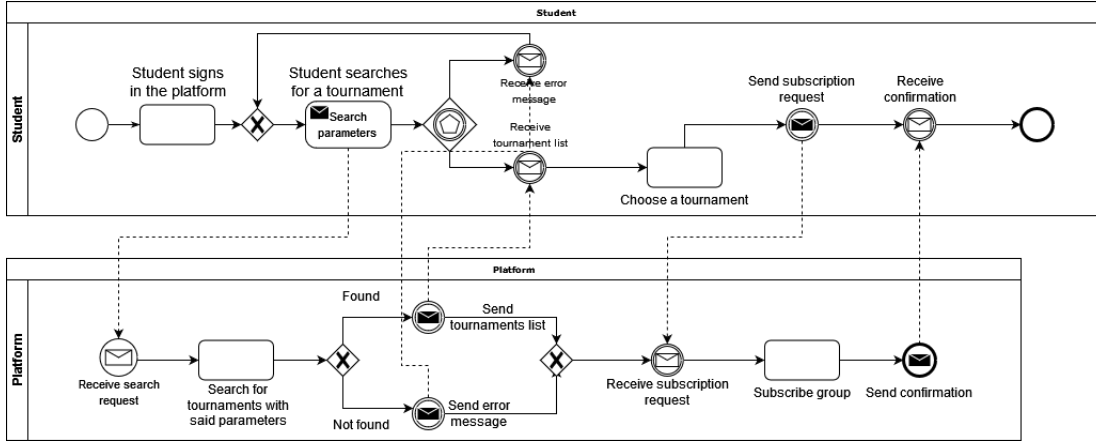 Student
Student
Student signs
in the platform
Student searches
for a tournament
Search
parameters
Receive error
message
Receive
tournament list
Choose a tournament
Send subscription
request
Receive
confirmation
Platform
Platform
Receive search
request
Search for
tournaments with
said parameters
Found
Not found
Send
tournaments list
Send error
message
Receive subscription
request
Subscribe group
Send confirmation